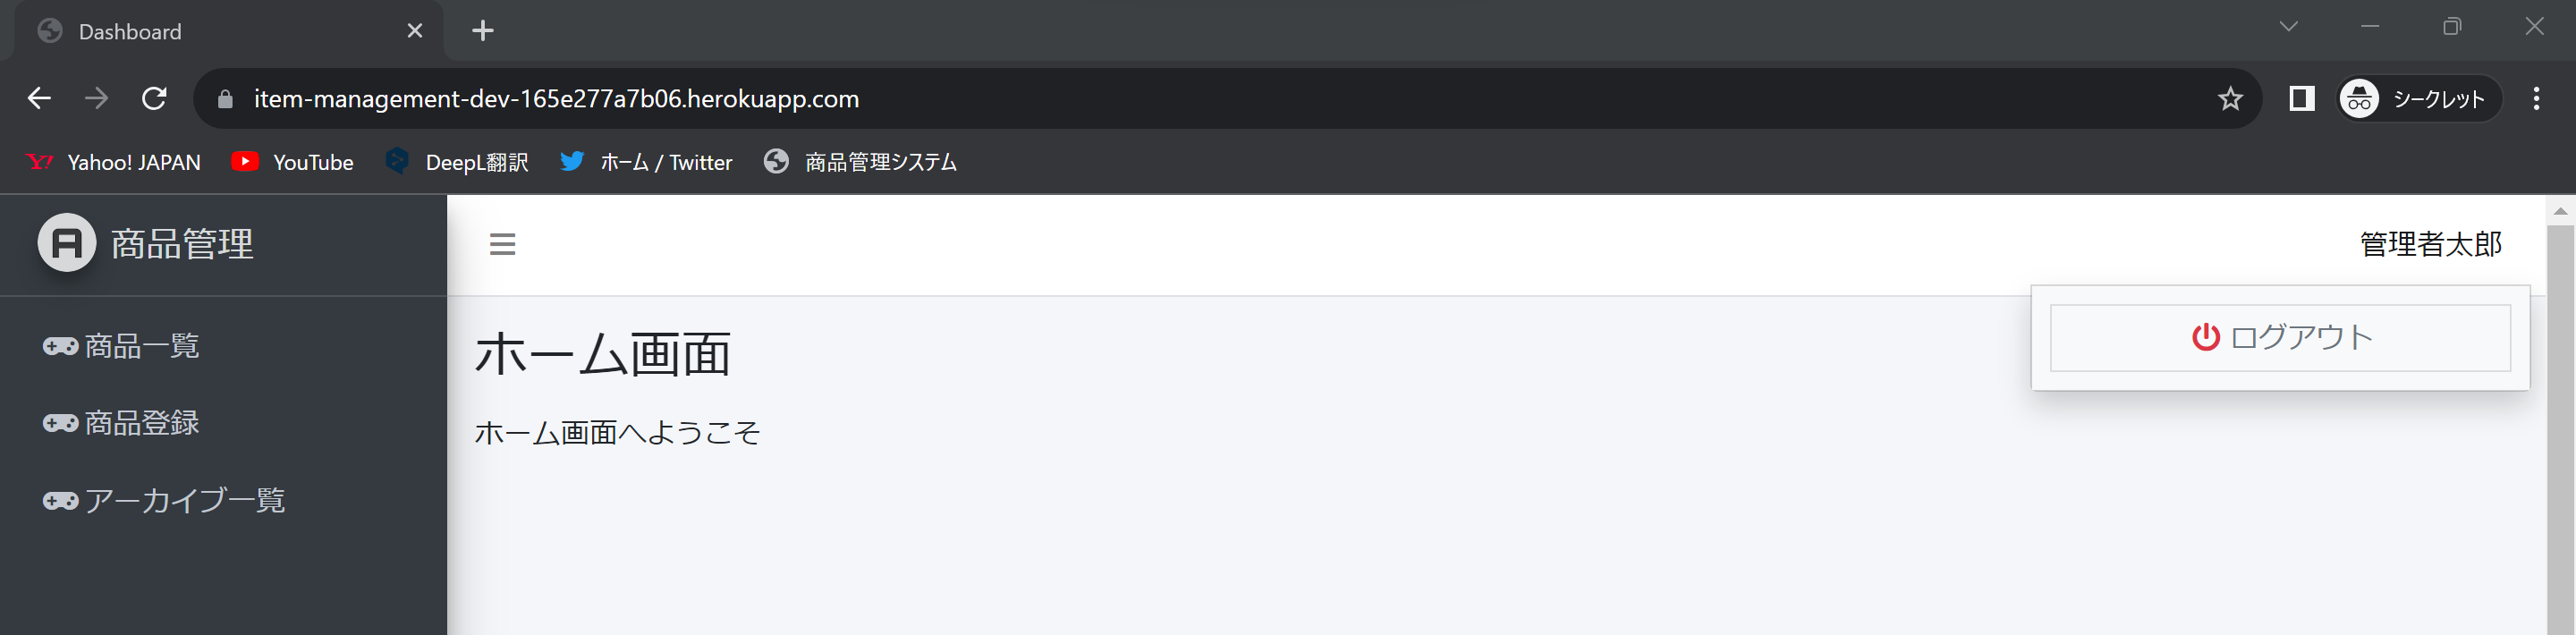 Dashboard
item-management-dev-165e277a7b06.herokuapp.com
シークレット
Yahoo! JAPAN YouTube DeepL翻訳 ホーム / Twitter 商品管理システム
商品管理
管理者太郎
ログアウト
商品一覧
商品登録
アーカイブ一覧
ホーム画面
ホーム画面へようこそ